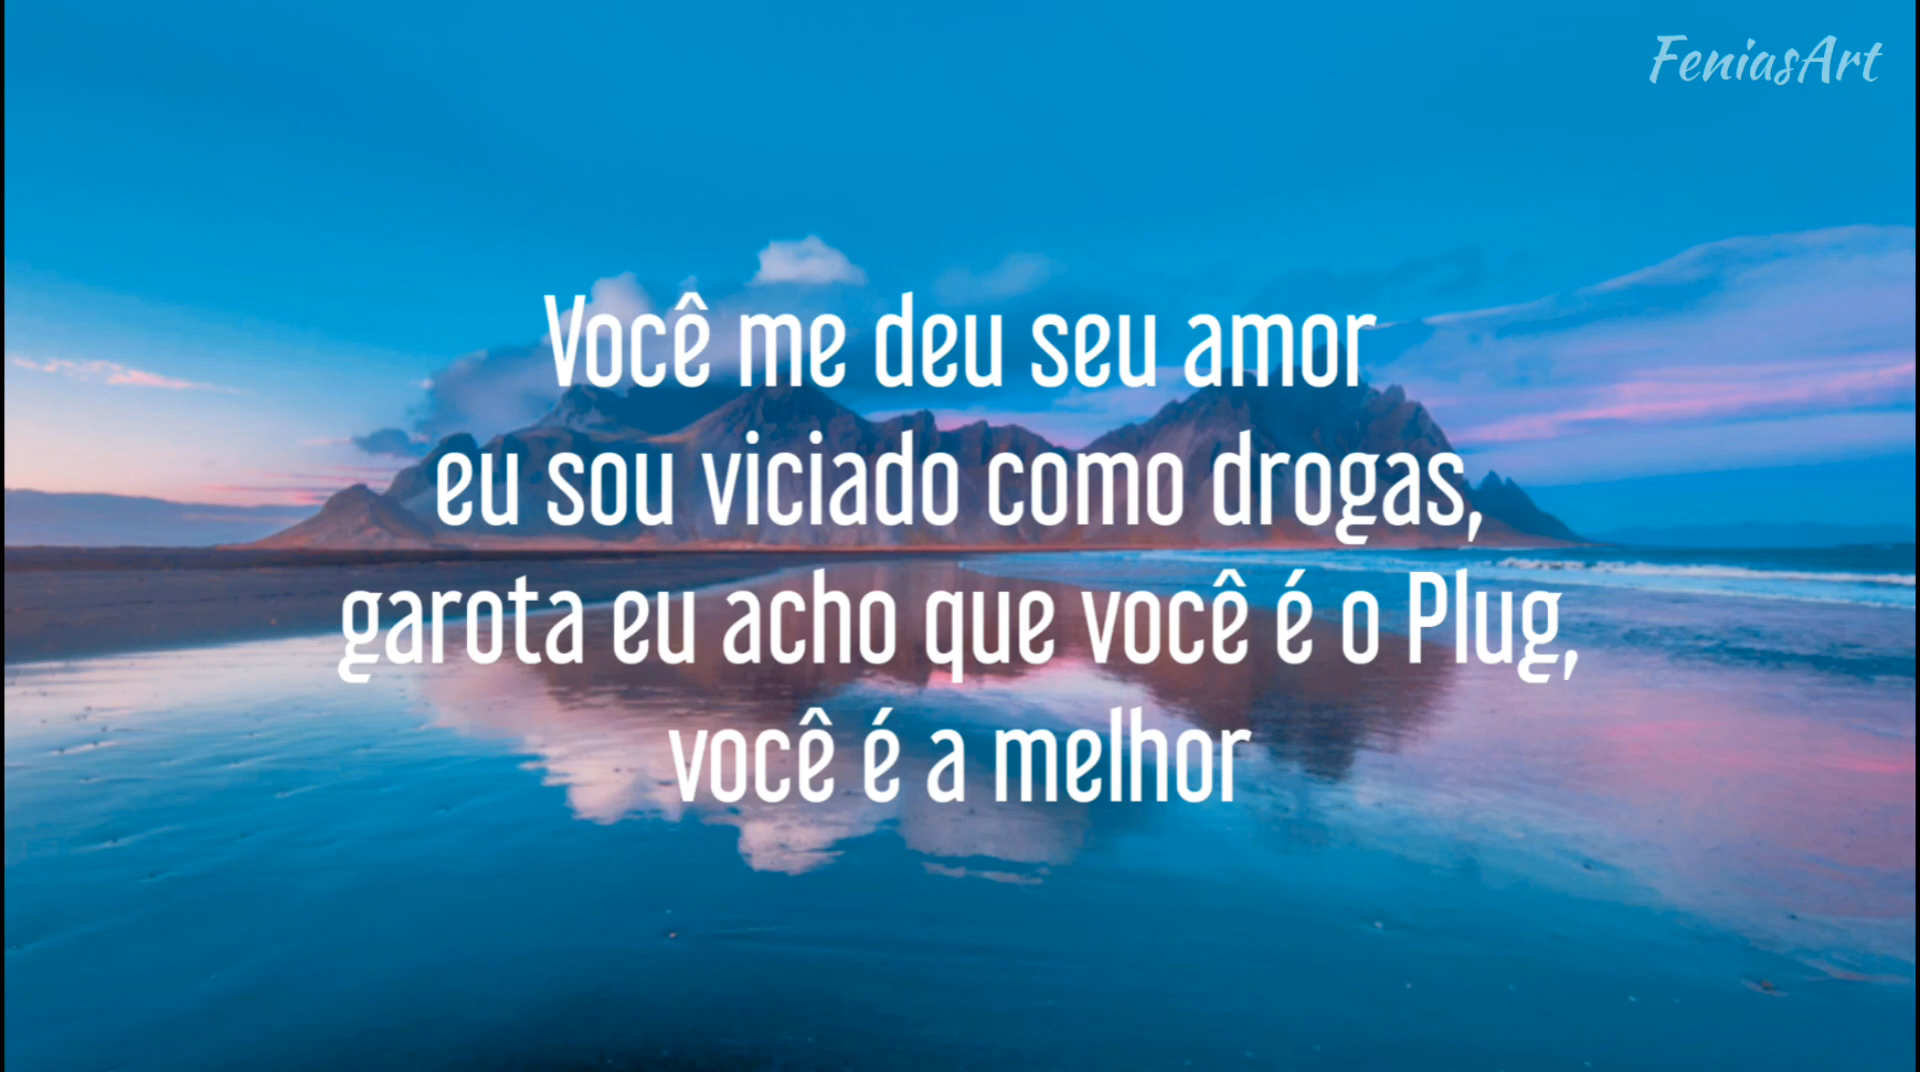 FeniasArt
Você me deu seu amor
eu sou viciado como drogas,
garota eu acho que você é o Plug,
você é a melhor